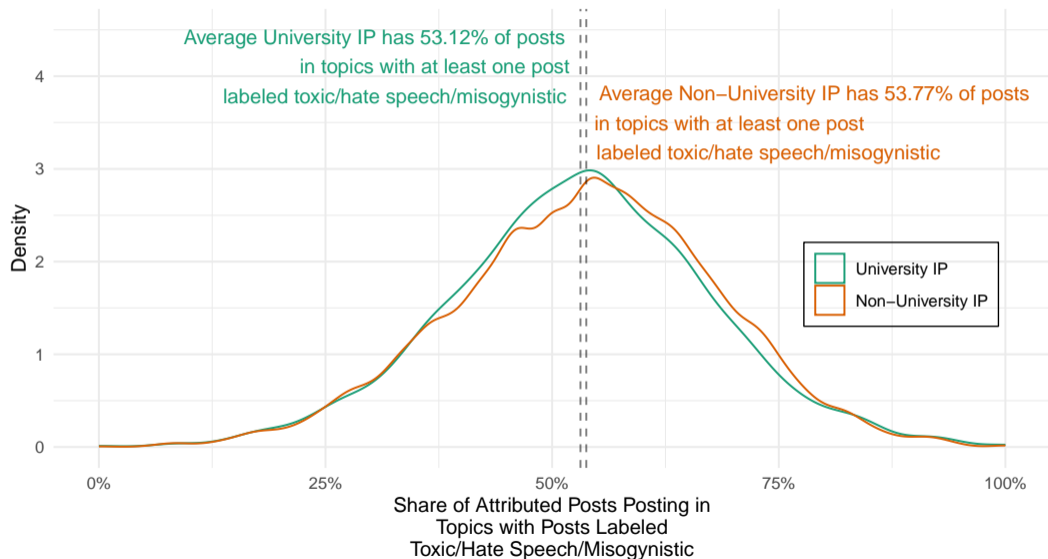 Average University IP has 53.12% of posts
in topics with at least one post
labeled toxic/hate speech/misogynistic
Average Non−University IP has 53.77% of posts
in topics with at least one post
labeled toxic/hate speech/misogynistic
4
3
2
1
0
Density
University IP
Non−University IP
0%
25%
50%
75%
100%
Share of Attributed Posts Posting in
Topics with Posts Labeled
Toxic/Hate Speech/Misogynistic